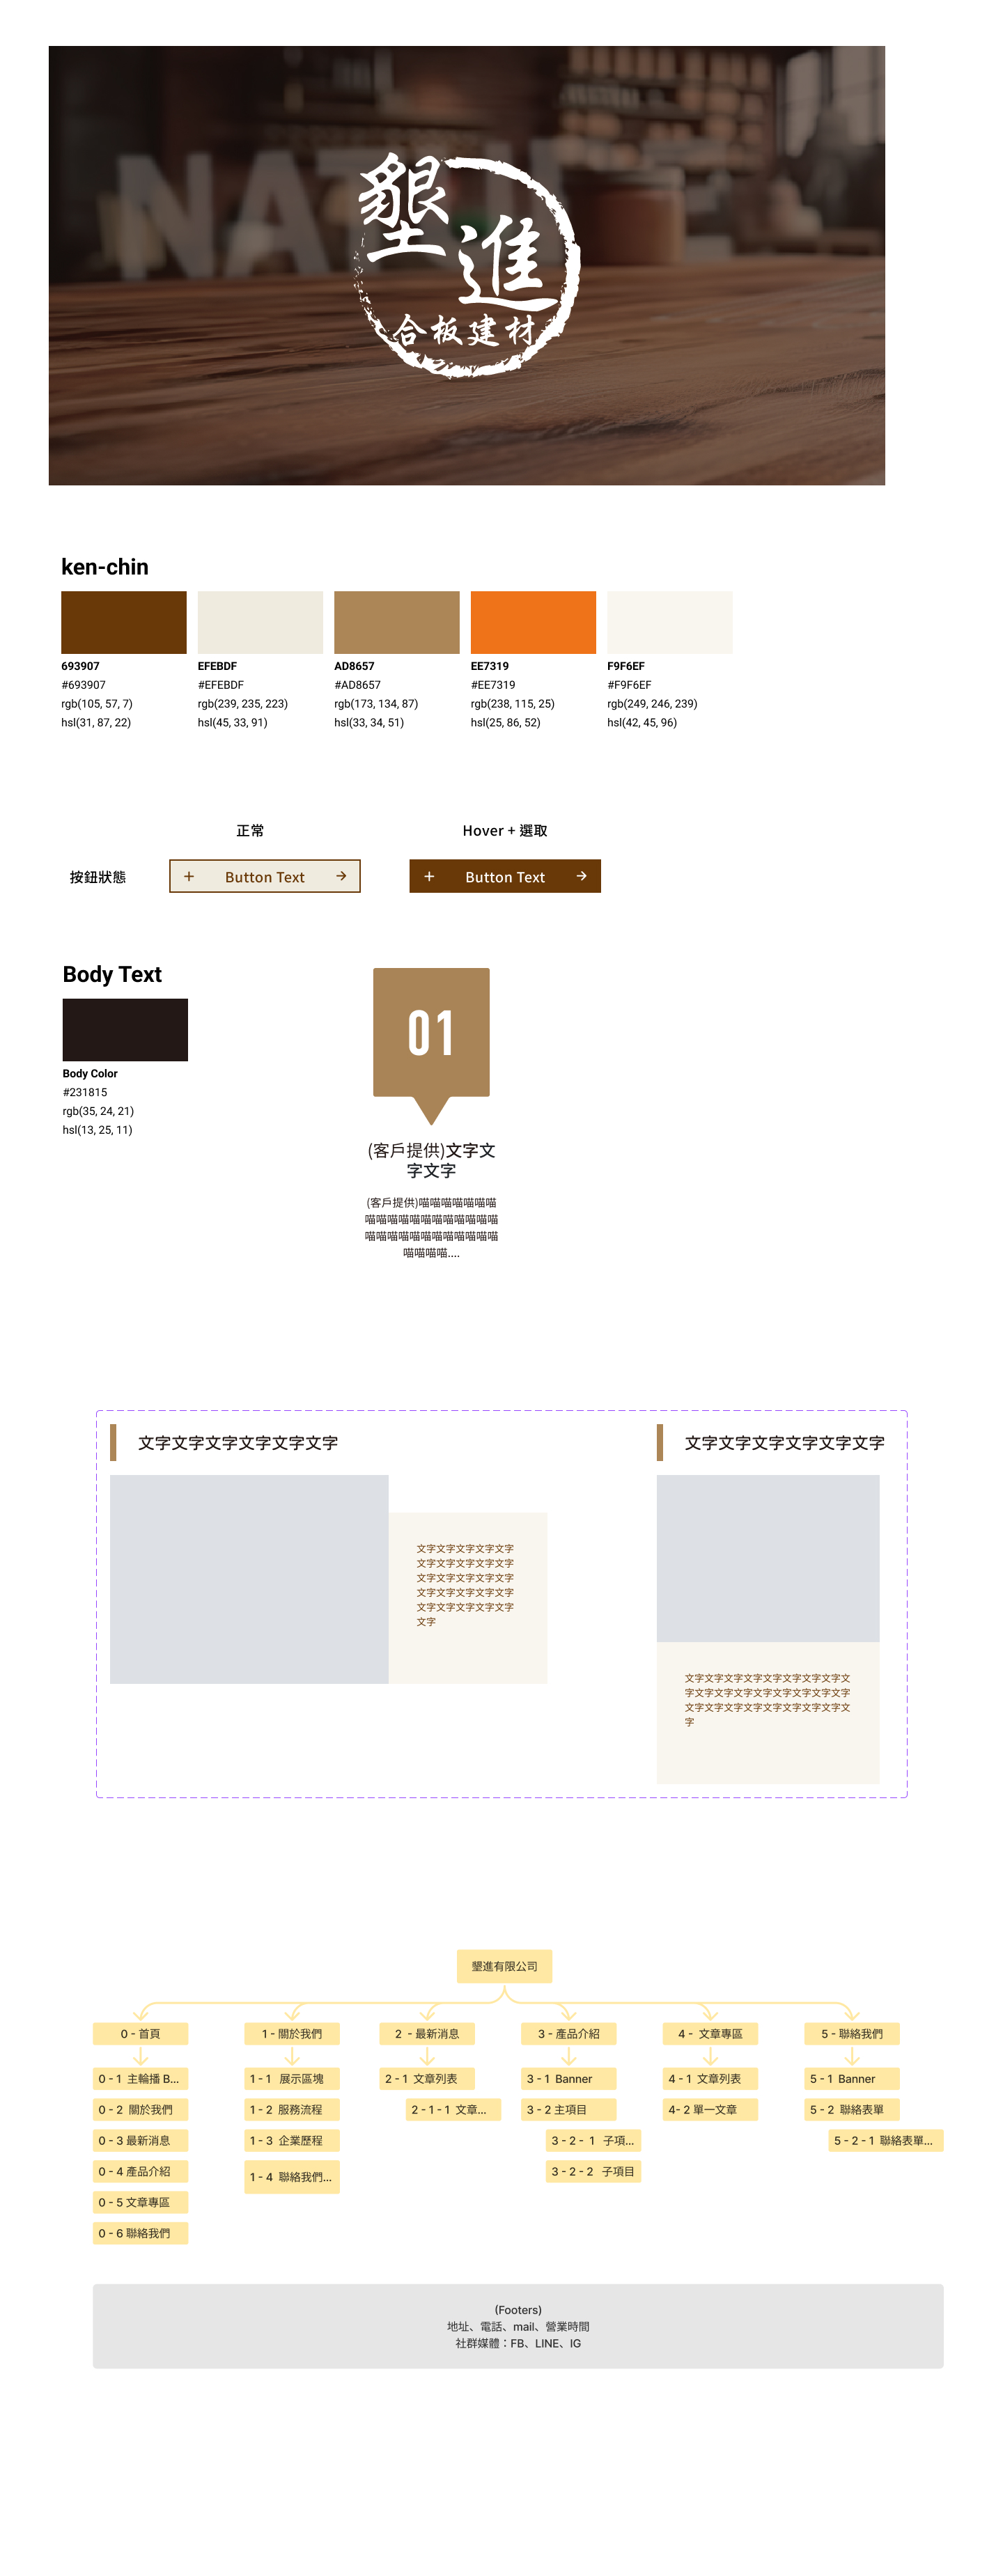 NAT
墾
進
合板建材
ken-chin
693907
#693907
rgb(105, 57, 7)
hsl(31, 87, 22)
EFEBDF
#EFEBDF
rgb(239, 235, 223)
hsl(45, 33, 91)
AD8657
#AD8657
rgb(173, 134, 87)
hsl(33, 34, 51)
EE7319
#EE7319
rgb(238, 115, 25)
hsl(25, 86, 52)
F9F6EF
#F9F6EF
rgb(249, 246, 239)
hsl(42, 45, 96)
正常
Hover + 選取
按鈕狀態
+ Button Text →
+ Button Text →
Body Text
Body Color
#231815
rgb(35, 24, 21)
hsl(13, 25, 11)
01
(客戶提供)文字文
字文字
(客戶提供)喵喵喵喵喵喵喵
喵喵喵喵喵喵喵喵喵喵喵喵
喵喵喵喵喵喵喵喵喵喵喵喵
喵喵喵喵....
文字文字文字文字文字文字
文字文字文字文字文字
文字文字文字文字文字
文字文字文字文字文字
文字文字文字文字文字
文字文字文字文字文字
文字
文字文字文字文字文字文字
文字文字文字文字文字文字文字文字文
字文字文字文字文字文字文字文字文字
文字文字文字文字文字文字文字文字文
字
墾進有限公司
0 - 首頁
0 - 1 主輪播 B...
0 - 2 關於我們
0 - 3 最新消息
0 - 4 產品介紹
0 - 5 文章專區
0 - 6 聯絡我們
1 - 關於我們
1 - 1 展示區塊
1 - 2 服務流程
1 - 3 企業歷程
1 - 4 聯絡我們...
2 - 最新消息
2 - 1 文章列表
2 - 1 - 1 文章...
3 - 產品介紹
3 - 1 Banner
3 - 2 主項目
3 - 2 - 1 子項...
3 - 2 - 2 子項目
4 - 文章專區
4 - 1 文章列表
4- 2 單一文章
5 - 聯絡我們
5 - 1 Banner
5 - 2 聯絡表單
5 - 2 - 1 聯絡表單...
(Footers)
地址、電話、mail、營業時間
社群媒體：FB、LINE、IG